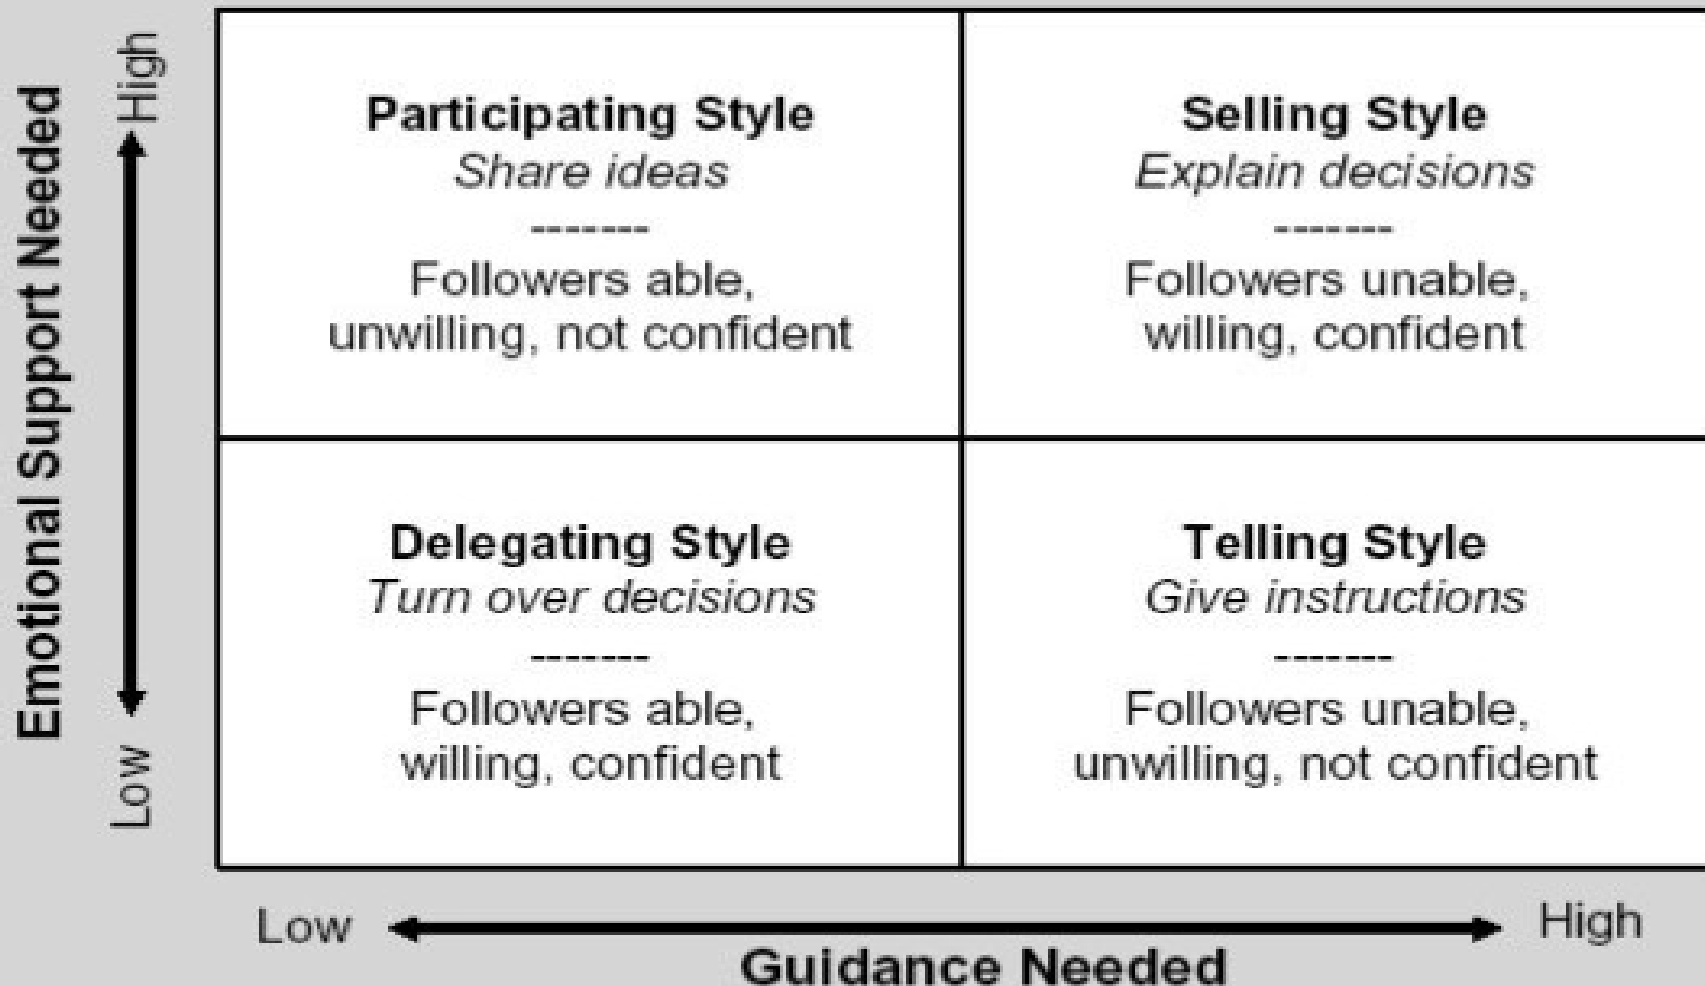 Emotional Support Needed
High
Low
Participating Style
Share ideas
-------
Followers able,
unwilling, not confident
Selling Style
Explain decisions
-------
Followers unable,
willing, confident
Delegating Style
Turn over decisions
-------
Followers able,
willing, confident
Telling Style
Give instructions
-------
Followers unable,
unwilling, not confident
Low
High
Guidance Needed